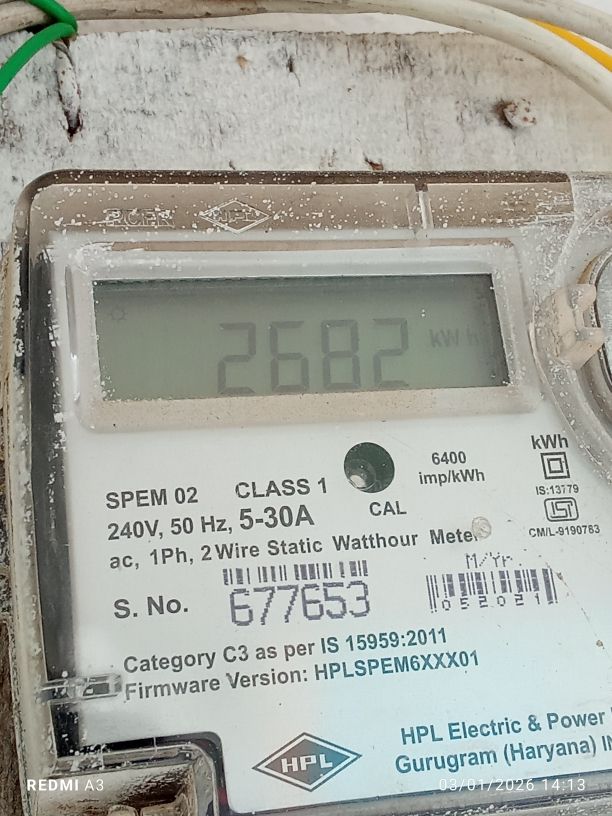 HPL
2682 kWh
SPEM 02 CLASS 1
6400
imp/kWh
kWh
240V, 50 Hz, 5-30A
CAL
IS:13779
ac, 1Ph, 2 Wire Static Watthour Meter
CM/L-9190783
M/Yr.
S. No. 677653
052021
Category C3 as per IS 15959:2011
Firmware Version: HPLSPEM6XXX01
HPL Electric & Power
Gurugram (Haryana) IN
HPL
REDMI A3
03/01/2026 14:13